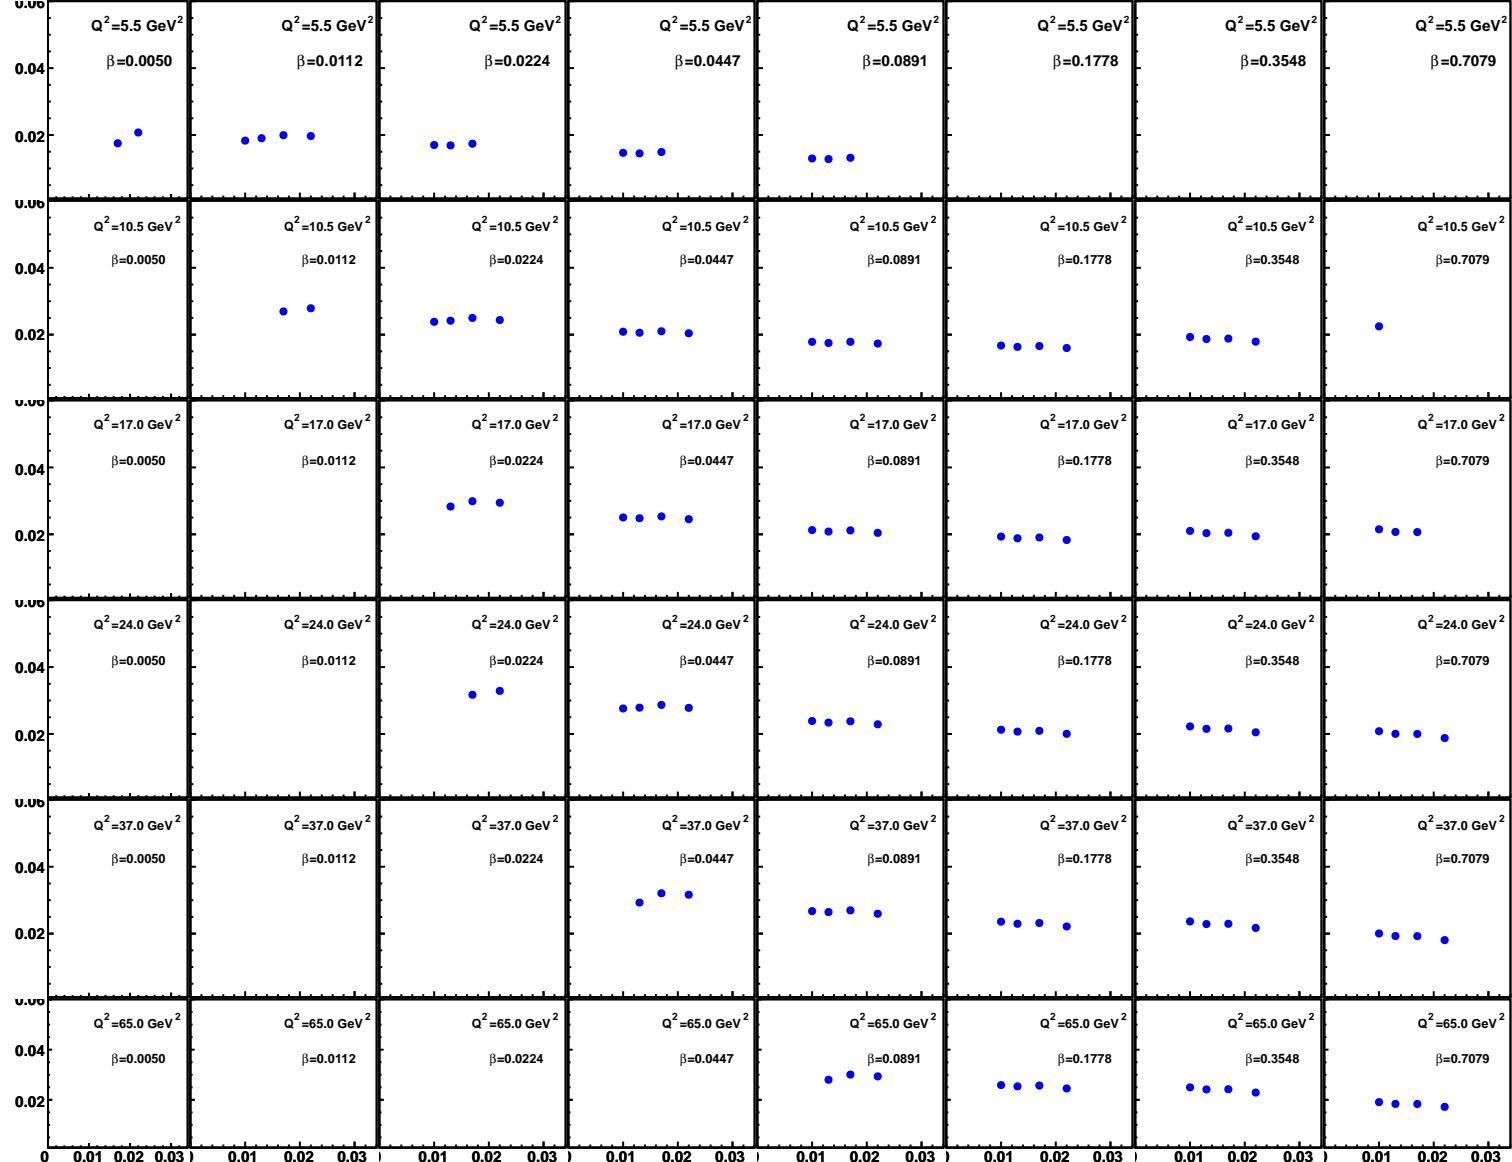 0.06
Q²=5.5 GeV² Q²=5.5 GeV² Q²=5.5 GeV² Q²=5.5 GeV² Q²=5.5 GeV² Q²=5.5 GeV² Q²=5.5 GeV² Q²=5.5 GeV²
0.04 β=0.0050 β=0.0112 β=0.0224 β=0.0447 β=0.0891 β=0.1778 β=0.3548 β=0.7079
0.02
0.06
Q²=10.5 GeV² Q²=10.5 GeV² Q²=10.5 GeV² Q²=10.5 GeV² Q²=10.5 GeV² Q²=10.5 GeV² Q²=10.5 GeV² Q²=10.5 GeV²
0.04 β=0.0050 β=0.0112 β=0.0224 β=0.0447 β=0.0891 β=0.1778 β=0.3548 β=0.7079
0.02
0.06
Q²=17.0 GeV² Q²=17.0 GeV² Q²=17.0 GeV² Q²=17.0 GeV² Q²=17.0 GeV² Q²=17.0 GeV² Q²=17.0 GeV² Q²=17.0 GeV²
0.04 β=0.0050 β=0.0112 β=0.0224 β=0.0447 β=0.0891 β=0.1778 β=0.3548 β=0.7079
0.02
0.06
Q²=24.0 GeV² Q²=24.0 GeV² Q²=24.0 GeV² Q²=24.0 GeV² Q²=24.0 GeV² Q²=24.0 GeV² Q²=24.0 GeV² Q²=24.0 GeV²
0.04 β=0.0050 β=0.0112 β=0.0224 β=0.0447 β=0.0891 β=0.1778 β=0.3548 β=0.7079
0.02
0.06
Q²=37.0 GeV² Q²=37.0 GeV² Q²=37.0 GeV² Q²=37.0 GeV² Q²=37.0 GeV² Q²=37.0 GeV² Q²=37.0 GeV² Q²=37.0 GeV²
0.04 β=0.0050 β=0.0112 β=0.0224 β=0.0447 β=0.0891 β=0.1778 β=0.3548 β=0.7079
0.02
0.06
Q²=65.0 GeV² Q²=65.0 GeV² Q²=65.0 GeV² Q²=65.0 GeV² Q²=65.0 GeV² Q²=65.0 GeV² Q²=65.0 GeV² Q²=65.0 GeV²
0.04 β=0.0050 β=0.0112 β=0.0224 β=0.0447 β=0.0891 β=0.1778 β=0.3548 β=0.7079
0.02
0 0.01 0.02 0.03 0.01 0.02 0.03 0.01 0.02 0.03 0.01 0.02 0.03 0.01 0.02 0.03 0.01 0.02 0.03 0.01 0.02 0.03 0.01 0.02 0.03